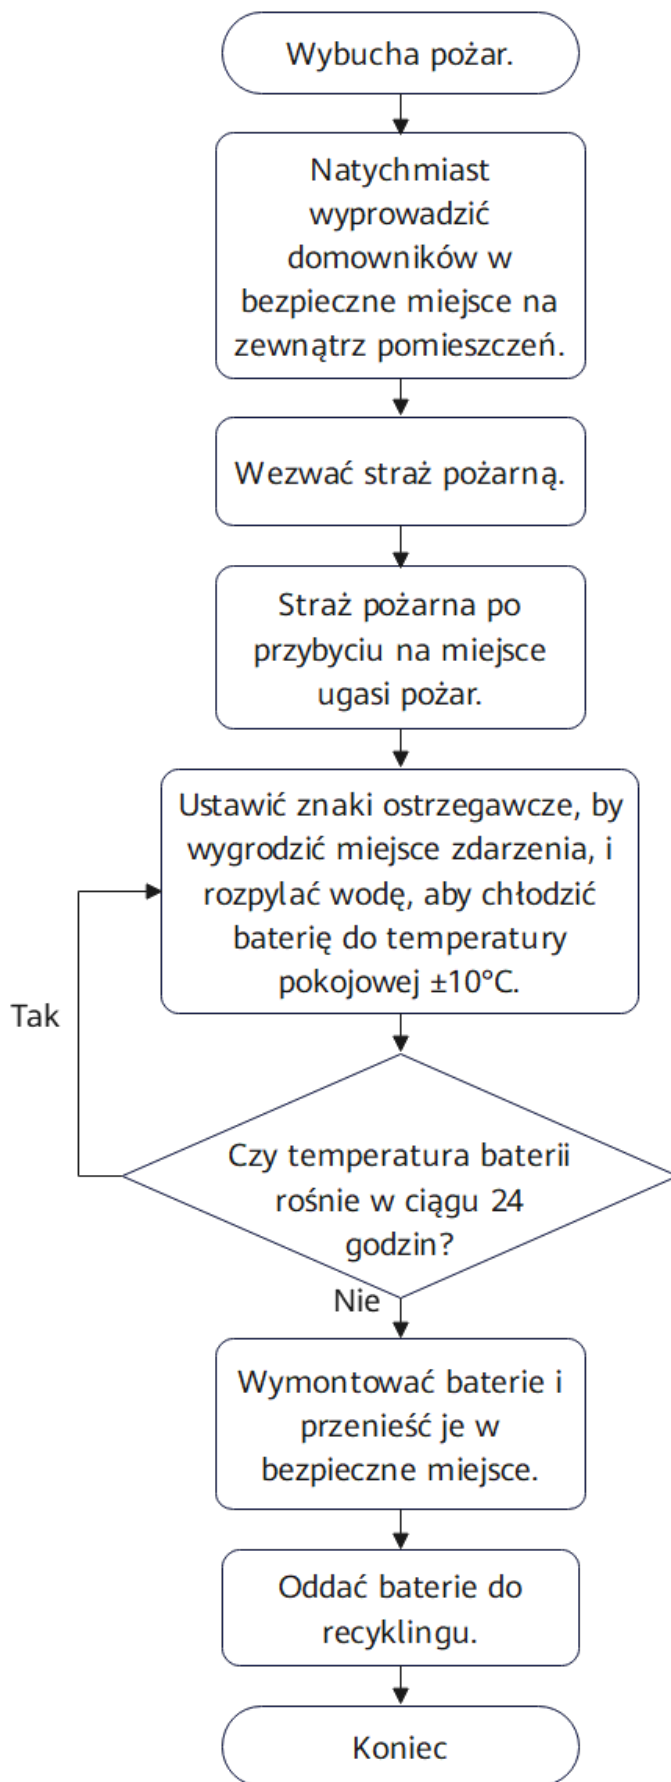 Wybucha pożar.
Natychmiast
wyprowadzić
domowników w
bezpieczne miejsce na
zewnątrz pomieszczeń.
Wezwać straż pożarną.
Straż pożarna po
przybyciu na miejsce
ugasi pożar.
Ustawić znaki ostrzegawcze, by
wygrodzić miejsce zdarzenia, i
rozpylać wodę, aby chłodzić
baterię do temperatury
pokojowej ±10°C.
Tak
Czy temperatura baterii
rośnie w ciągu 24
godzin?
Nie
Wymontować baterie i
przenieść je w
bezpieczne miejsce.
Oddać baterie do
recyklingu.
Koniec